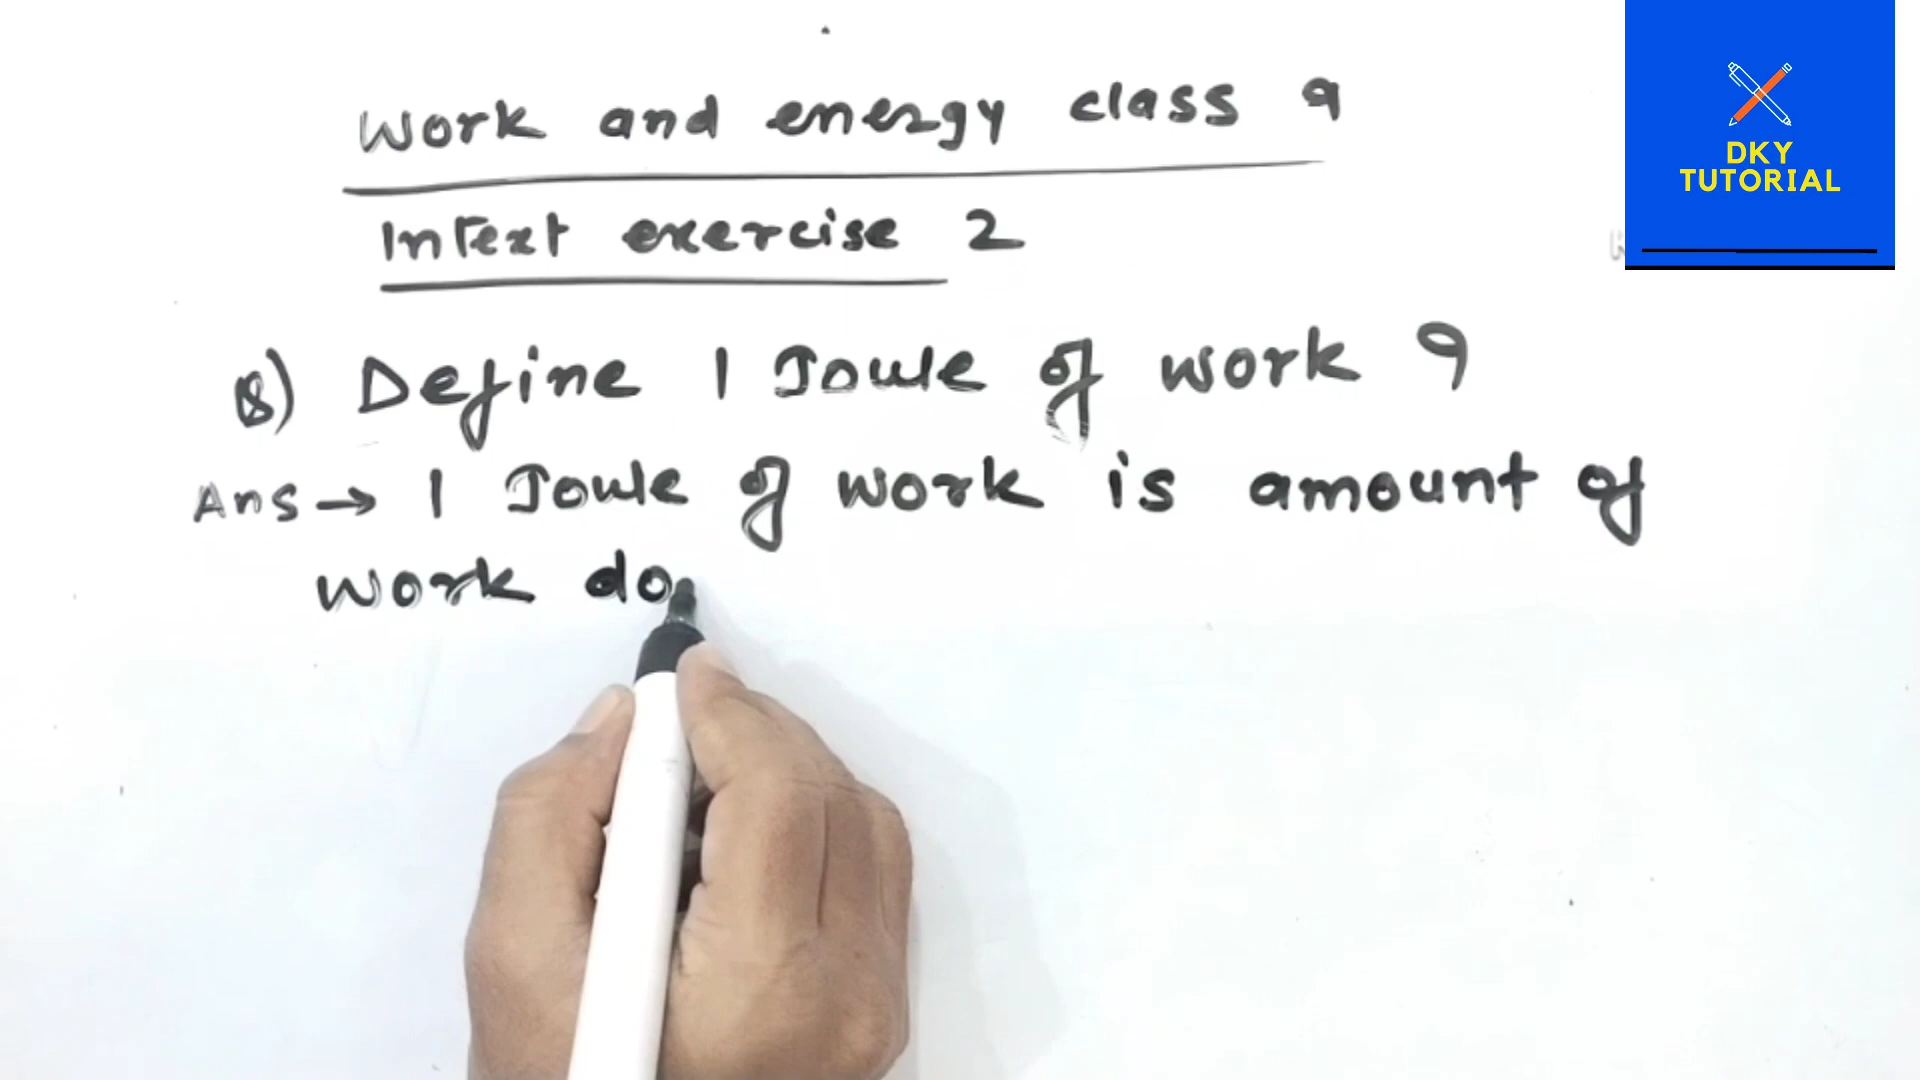 Work and energy class 9
Intext exercise 2
Q) Define 1 Joule of work ?
Ans → 1 Joule of work is amount of
work do
DKY
TUTORIAL